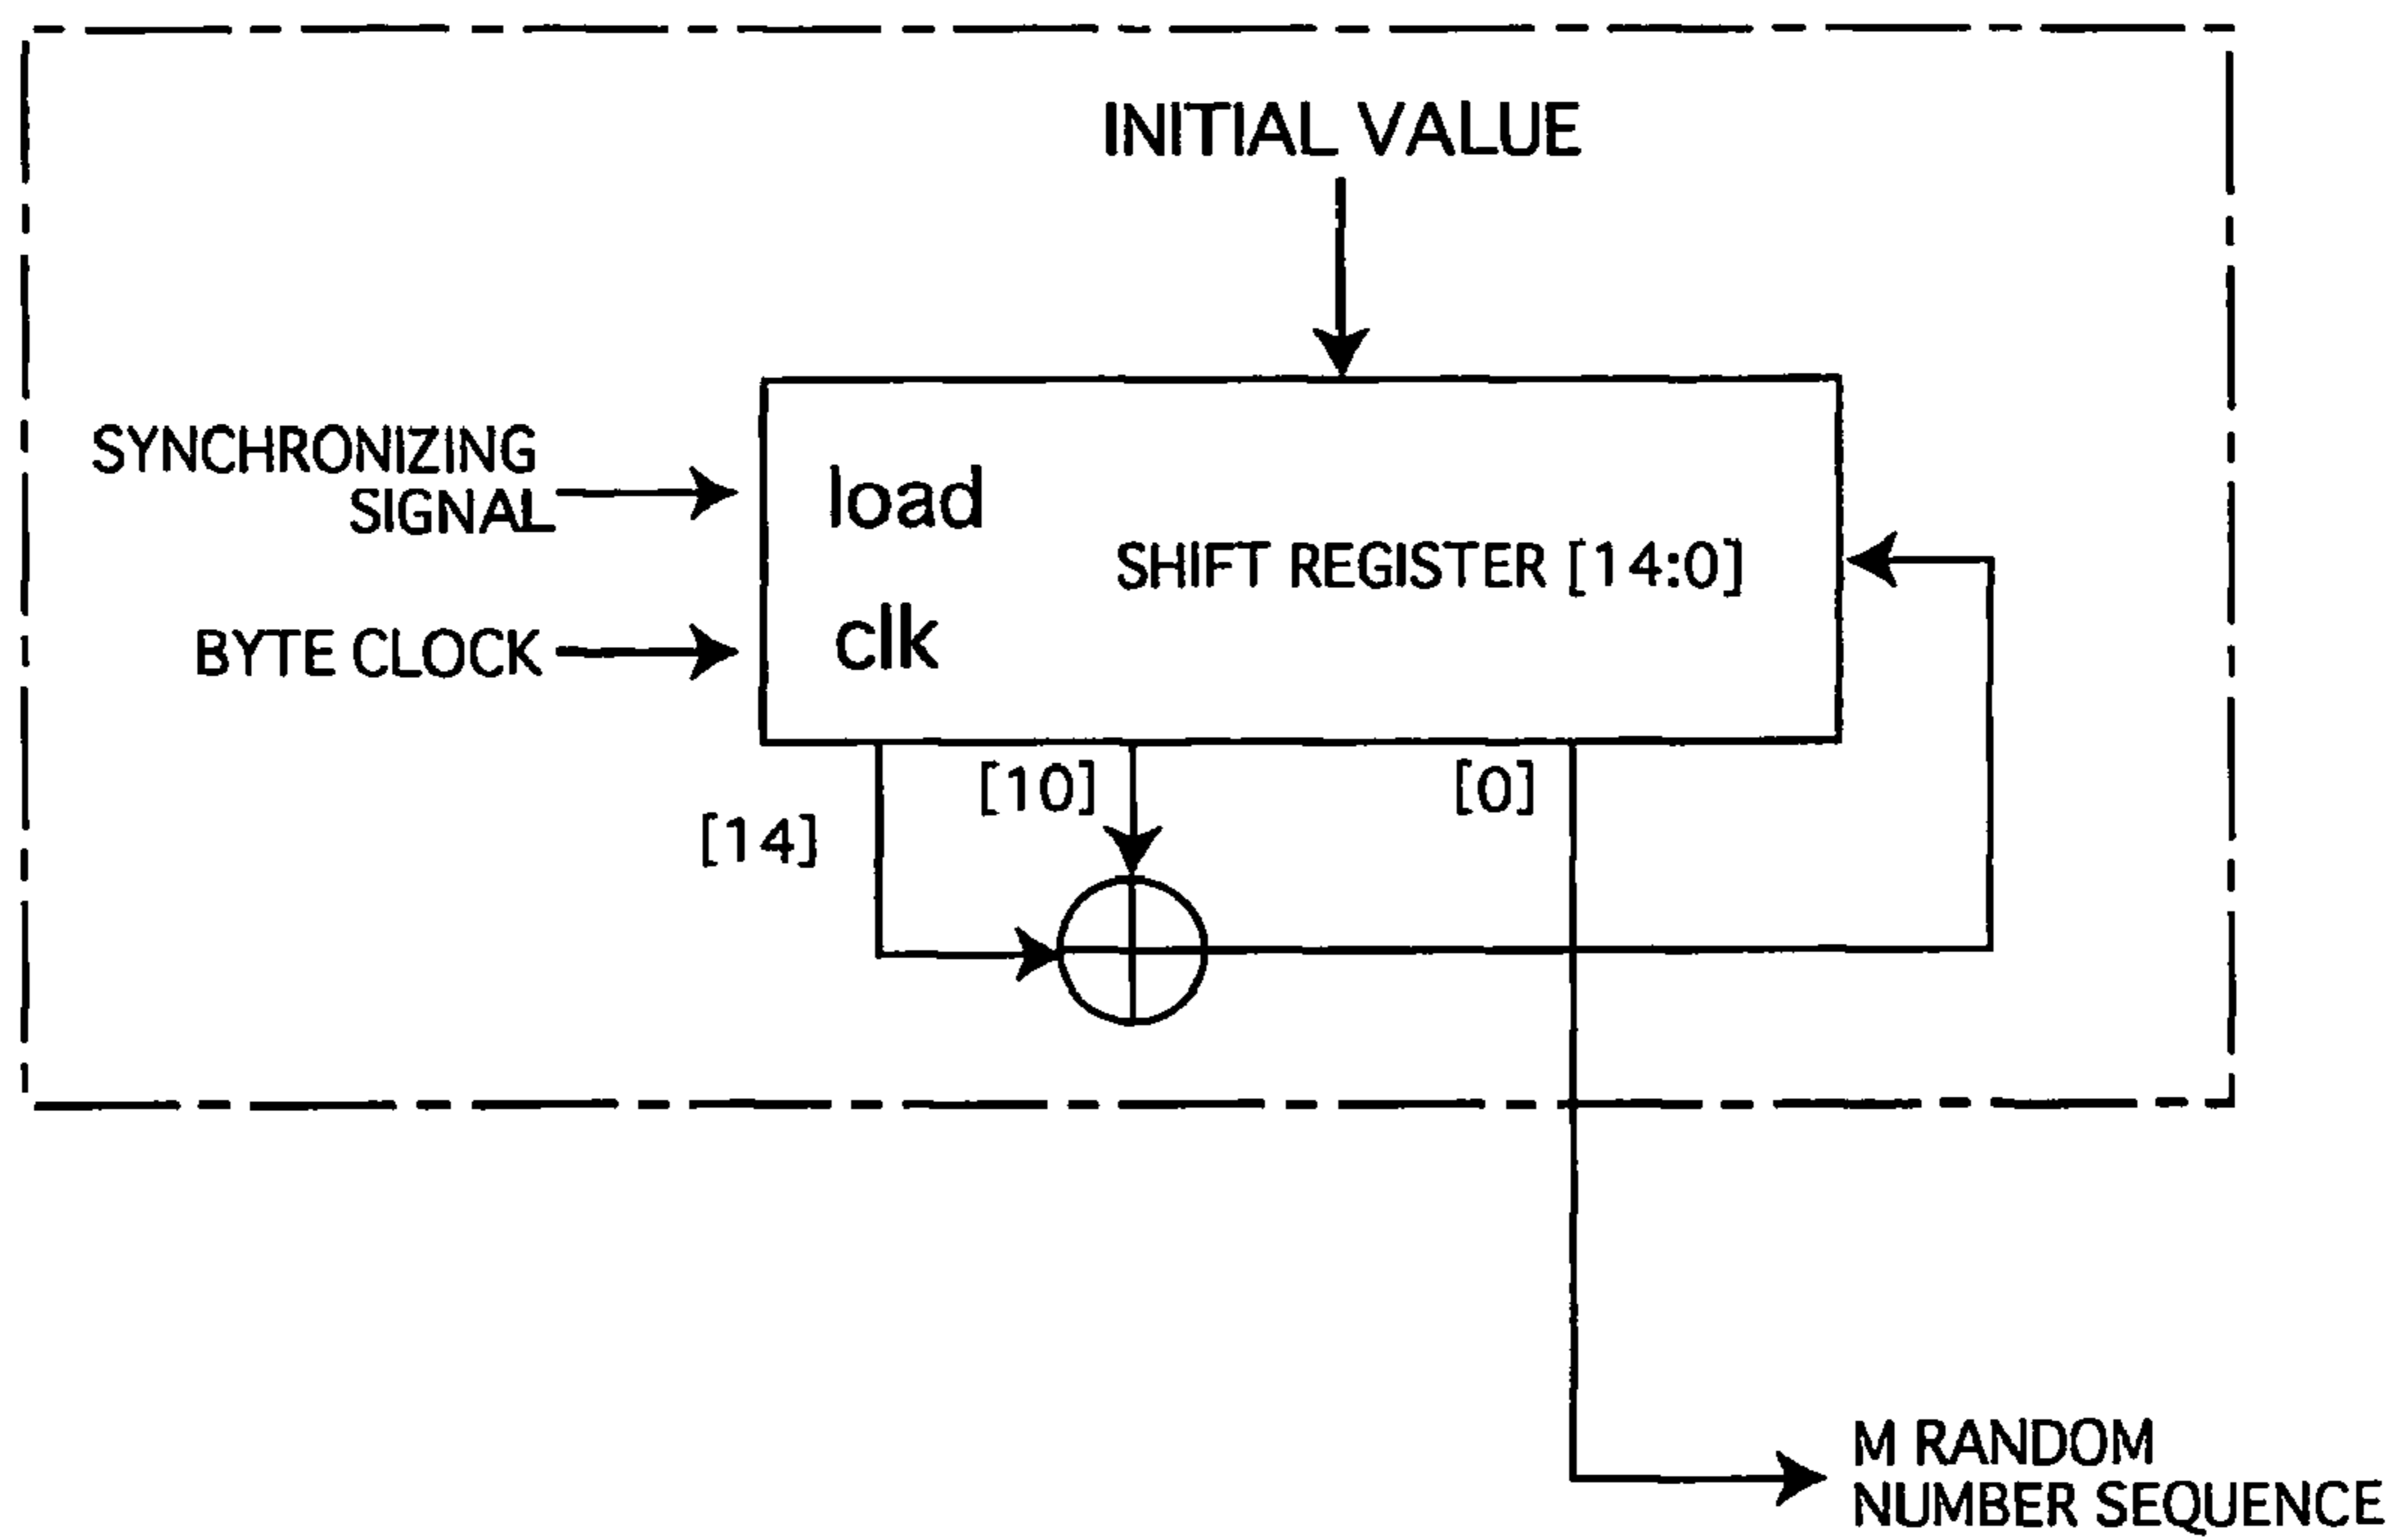 INITIAL VALUE
SYNCHRONIZING
SIGNAL
load
SHIFT REGISTER [14:0]
BYTE CLOCK
clk
[10]
[0]
[14]
M RANDOM
NUMBER SEQUENCE